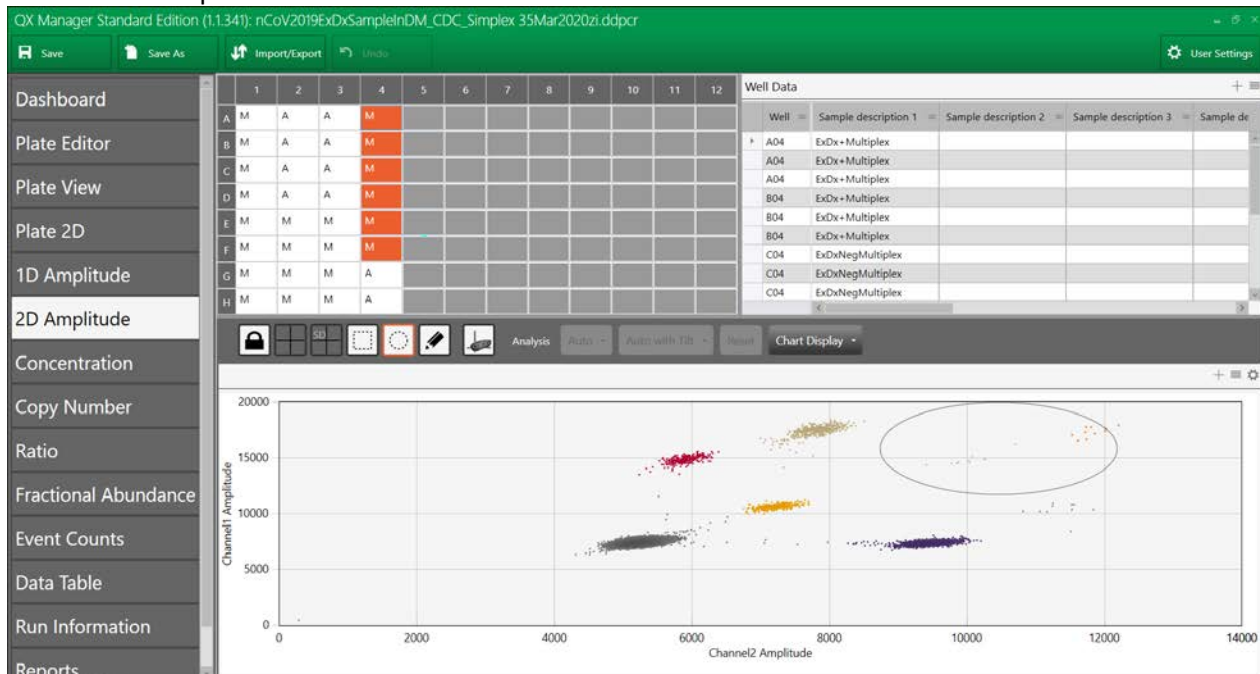 QX Manager Standard Edition (1.1.341): nCoV2019ExDxSampleInDM_CDC_Simplex 35Mar2020zi.ddpcr
Save Save As Import/Export Undo User Settings
Dashboard
Plate Editor
Plate View
Plate 2D
1D Amplitude
2D Amplitude
Concentration
Copy Number
Ratio
Fractional Abundance
Event Counts
Data Table
Run Information
Reports
1 2 3 4 5 6 7 8 9 10 11 12
A M A A M
B M A A M
C M A A M
D M A A M
E M M M M
F M M M M
G M M M A
H M M M A
Well Data
Well Sample description 1 Sample description 2 Sample description 3 Sample de
A04 ExDx+Multiplex
A04 ExDx+Multiplex
A04 ExDx+Multiplex
B04 ExDx+Multiplex
B04 ExDx+Multiplex
B04 ExDx+Multiplex
C04 ExDxNegMultiplex
C04 ExDxNegMultiplex
C04 ExDxNegMultiplex
SD Analysis Auto Auto with Tilt Reset Chart Display
20000
15000
10000
5000
0
Channel1 Amplitude
0 2000 4000 6000 8000 10000 12000 14000
Channel2 Amplitude